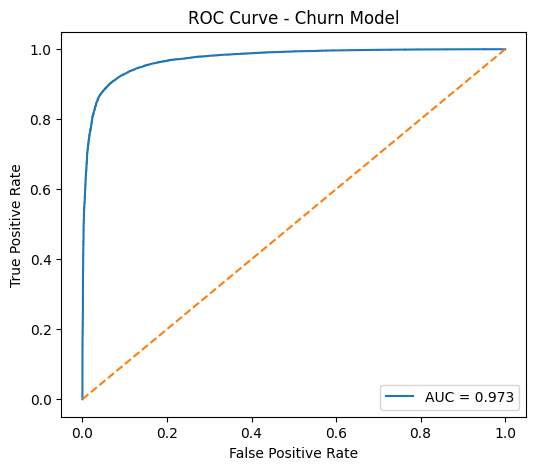 ROC Curve - Churn Model
True Positive Rate
1.0
0.8
0.6
0.4
0.2
0.0
AUC = 0.973
0.0 0.2 0.4 0.6 0.8 1.0
False Positive Rate